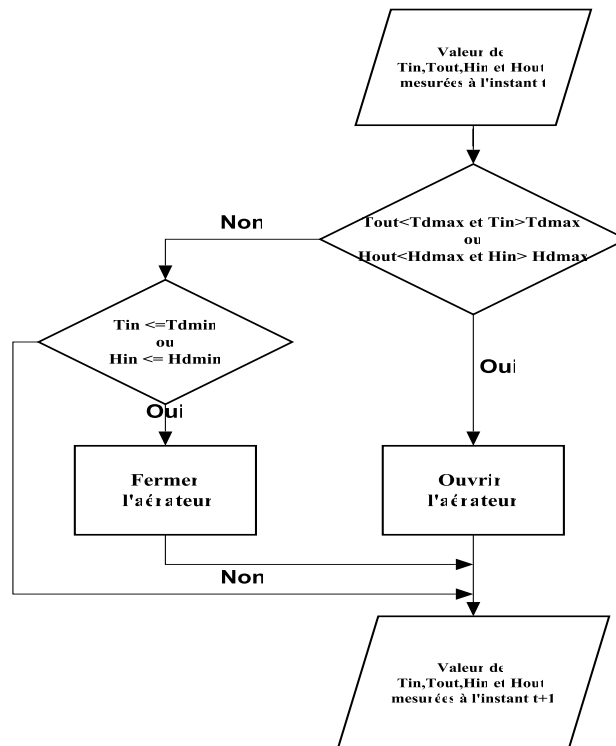 Valeur de
Tin,Tout,Hin et Hout
mesurées à l'instant t
Tout<Tdmax et Tin>Tdmax
ou
Hout<Hdmax et Hin> Hdmax
Non
Tin <=Tdmin
ou
Hin <= Hdmin
Oui
Oui
Fermer
l'aérateur
Ouvrir
l'aérateur
Non
Valeur de
Tin,Tout,Hin et Hout
mesurées à l'instant t+1